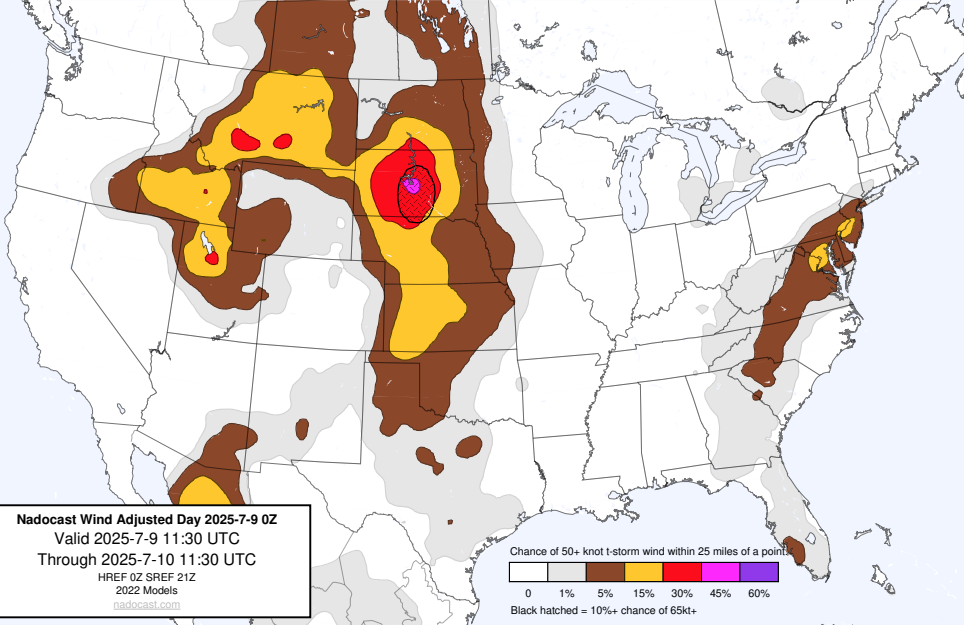 Nadocast Wind Adjusted Day 2025-7-9 0Z
Valid 2025-7-9 11:30 UTC
Through 2025-7-10 11:30 UTC
HREF 0Z SREF 21Z
2022 Models
nadocast.com
Chance of 50+ knot t-storm wind within 25 miles of a point.
0 1% 5% 15% 30% 45% 60%
Black hatched = 10%+ chance of 65kt+